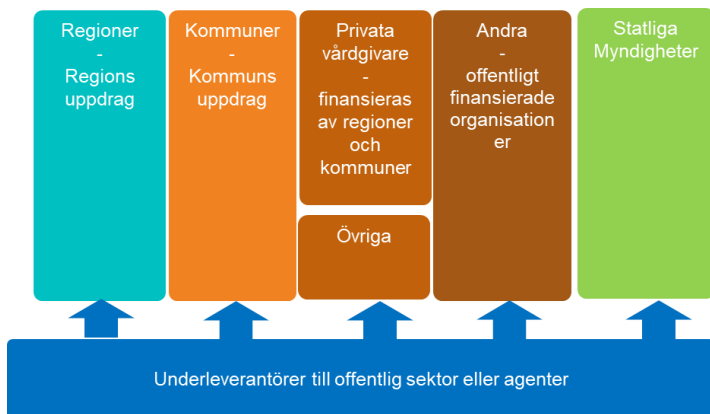 Regioner
-
Regions
uppdrag
Kommuner
-
Kommuns
uppdrag
Privata
vårdgivare
-
finansieras
av regioner
och
kommuner
Övriga
Andra
-
offentligt
finansierade
organisation
er
Statliga
Myndigheter
Underleverantörer till offentlig sektor eller agenter